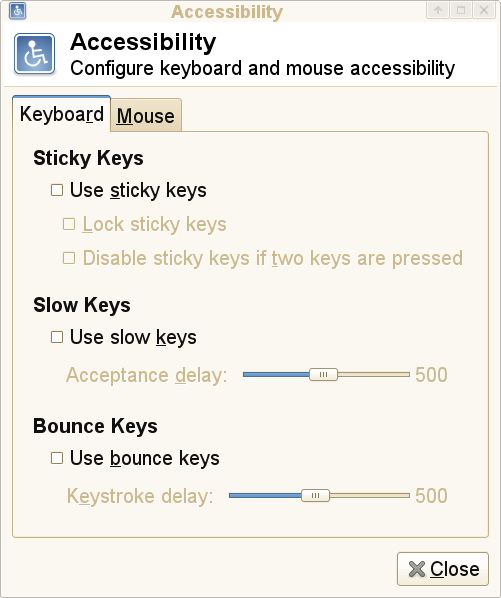 Accessibility
Accessibility
Configure keyboard and mouse accessibility
Keyboard Mouse
Sticky Keys
Use sticky keys
Lock sticky keys
Disable sticky keys if two keys are pressed
Slow Keys
Use slow keys
Acceptance delay: 500
Bounce Keys
Use bounce keys
Keystroke delay: 500
Close